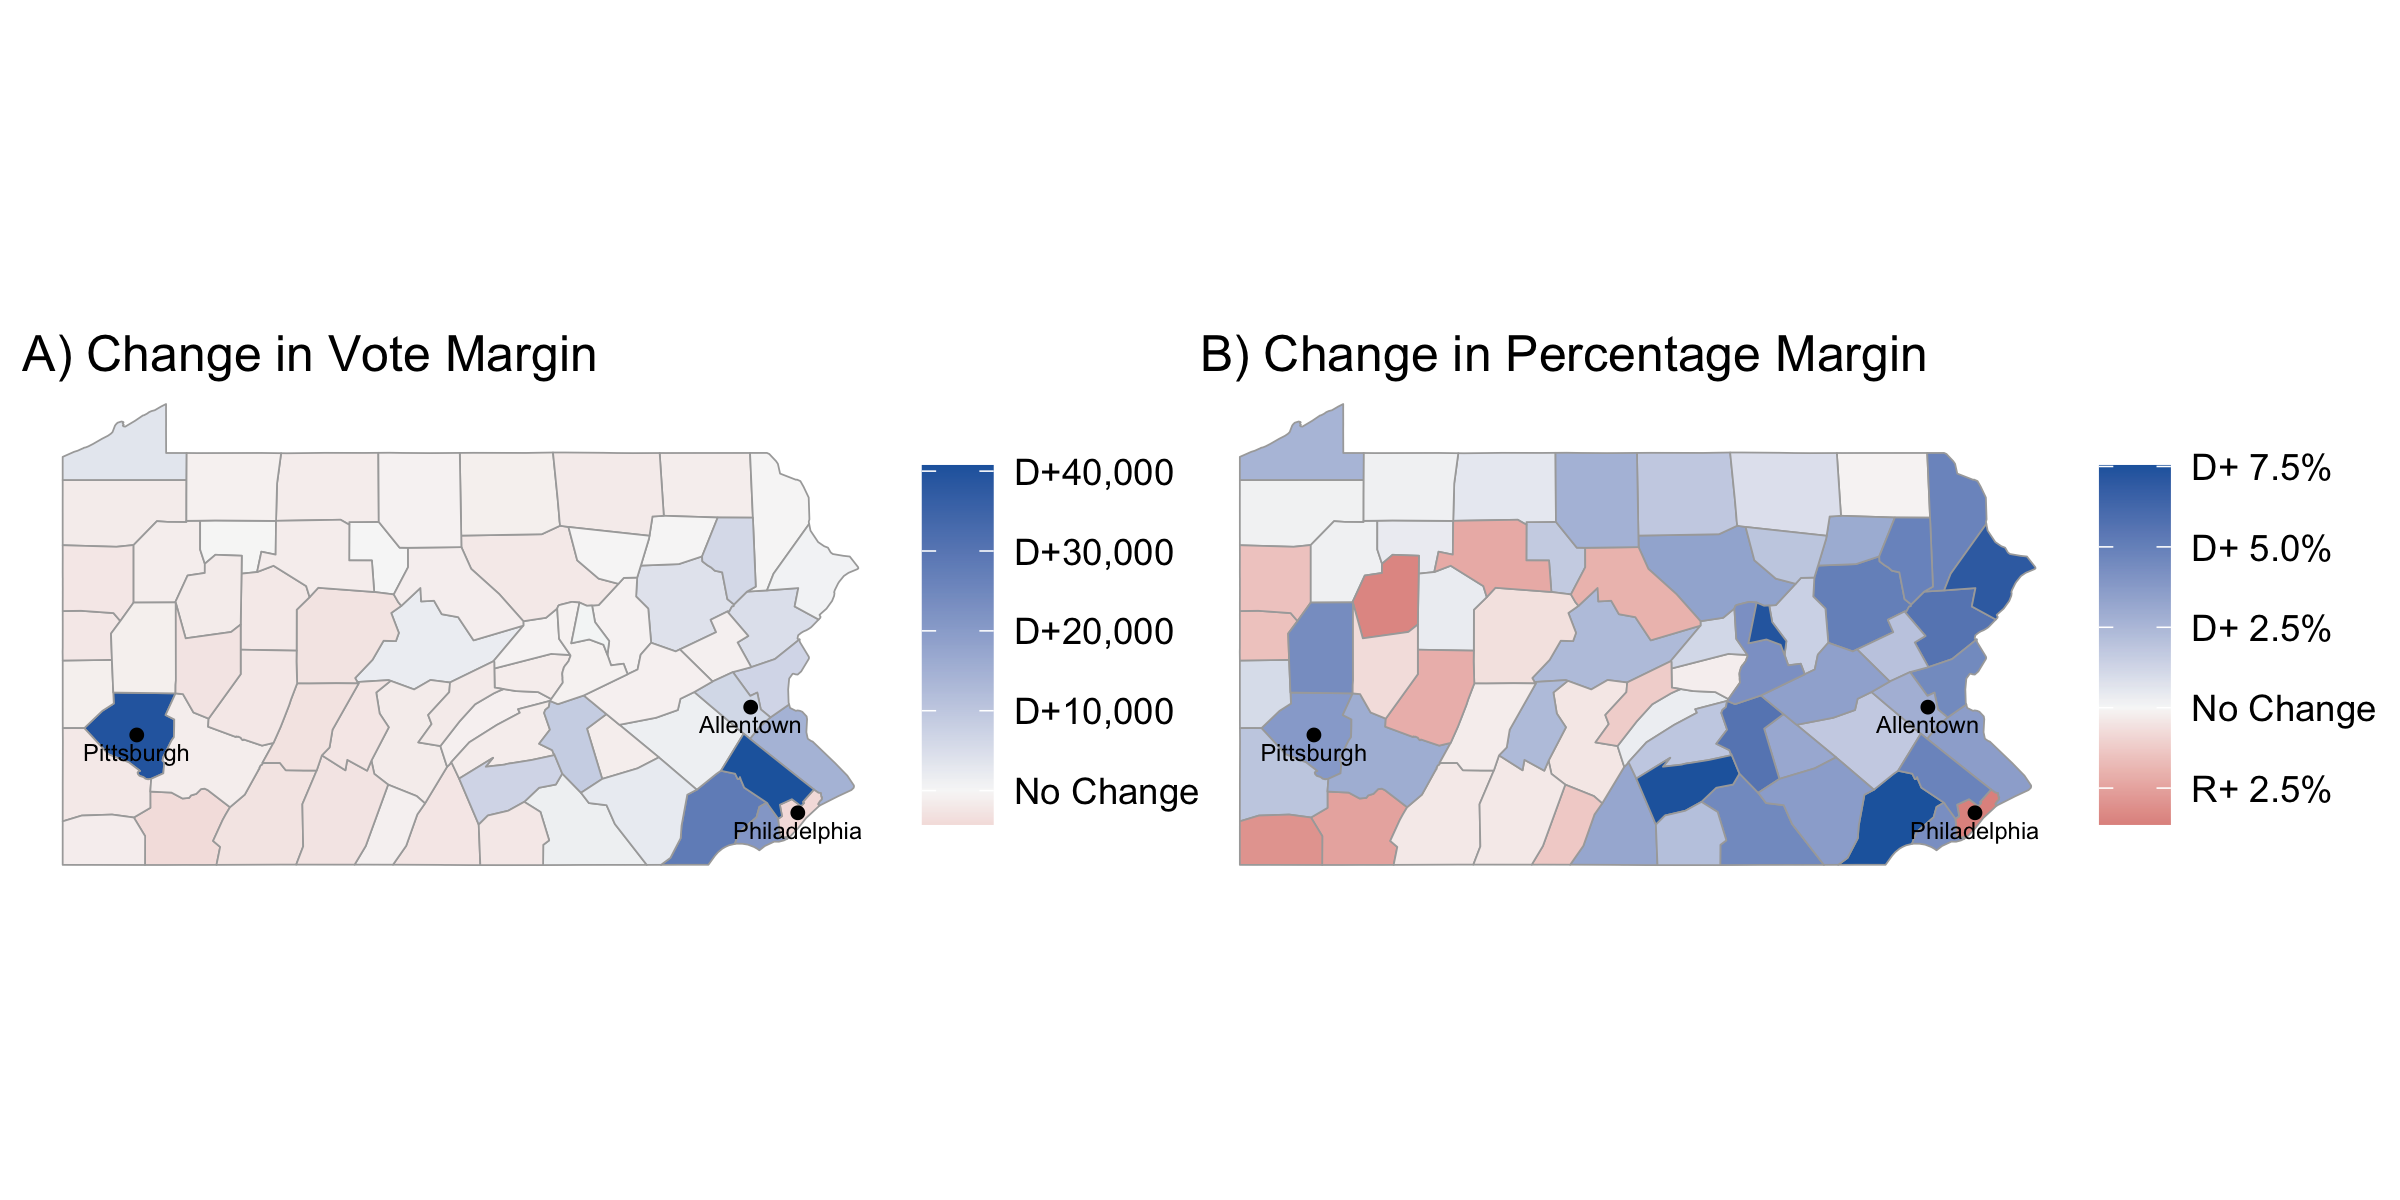 A) Change in Vote Margin
Pittsburgh
Allentown
Philadelphia
D+40,000
D+30,000
D+20,000
D+10,000
No Change
B) Change in Percentage Margin
Pittsburgh
Allentown
Philadelphia
D+ 7.5%
D+ 5.0%
D+ 2.5%
No Change
R+ 2.5%